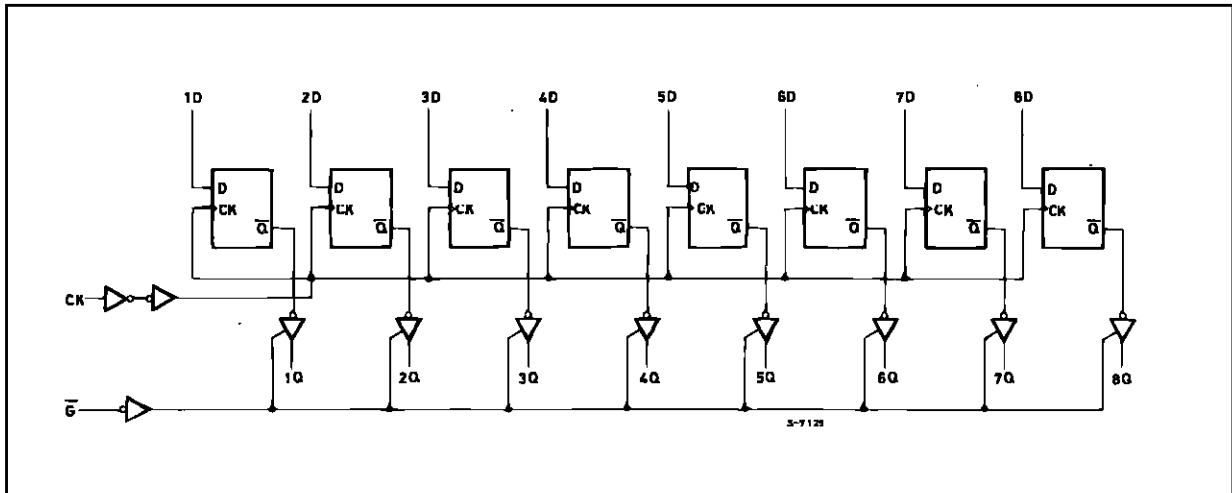 1D 2D 3D 4D 5D 6D 7D 8D
D D D D D D D D
CK CK CK CK CK CK CK CK
Q̅ Q̅ Q̅ Q̅ Q̅ Q̅ Q̅ Q̅
CK
1Q 2Q 3Q 4Q 5Q 6Q 7Q 8Q
G̅
S-7129